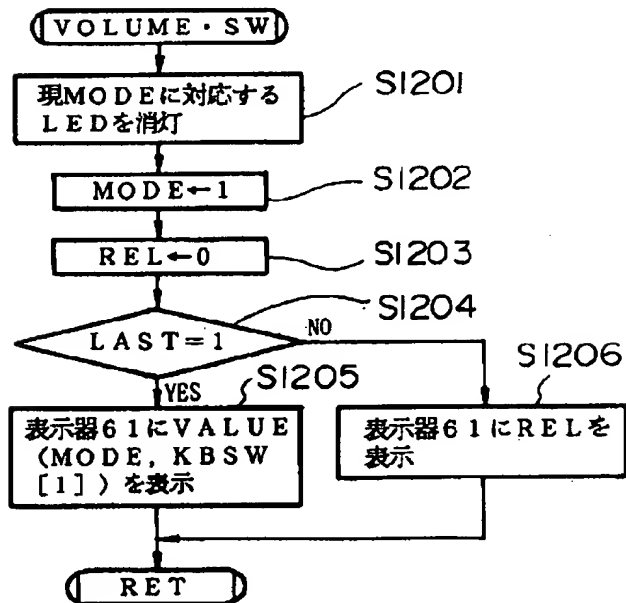 VOLUME・SW
現MODEに対応する
LEDを消灯
S1201
MODE←1
S1202
REL←0
S1203
LAST=1
S1204
NO
YES
S1205
表示器61にVALUE
(MODE, KBSW
[1])を表示
S1206
表示器61にRELを
表示
RET